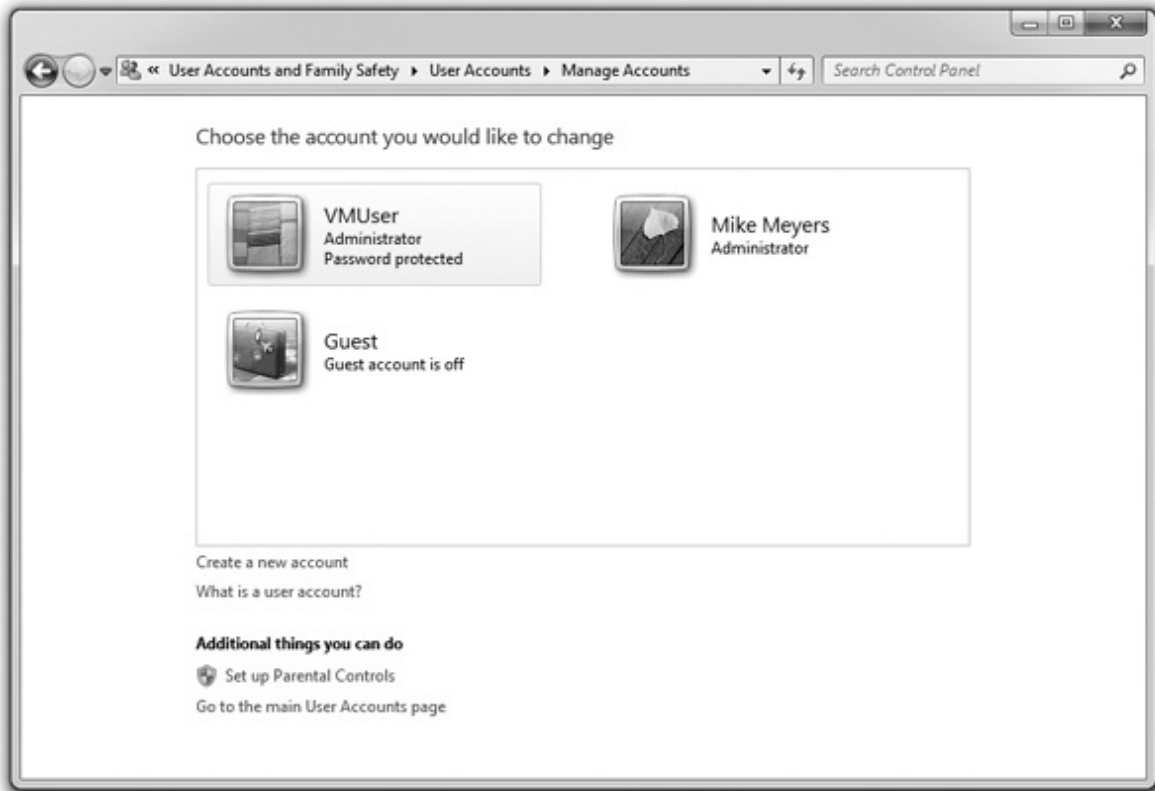 « User Accounts and Family Safety ▸ User Accounts ▸ Manage Accounts
Search Control Panel
Choose the account you would like to change
VMUser
Administrator
Password protected
Mike Meyers
Administrator
Guest
Guest account is off
Create a new account
What is a user account?
Additional things you can do
Set up Parental Controls
Go to the main User Accounts page